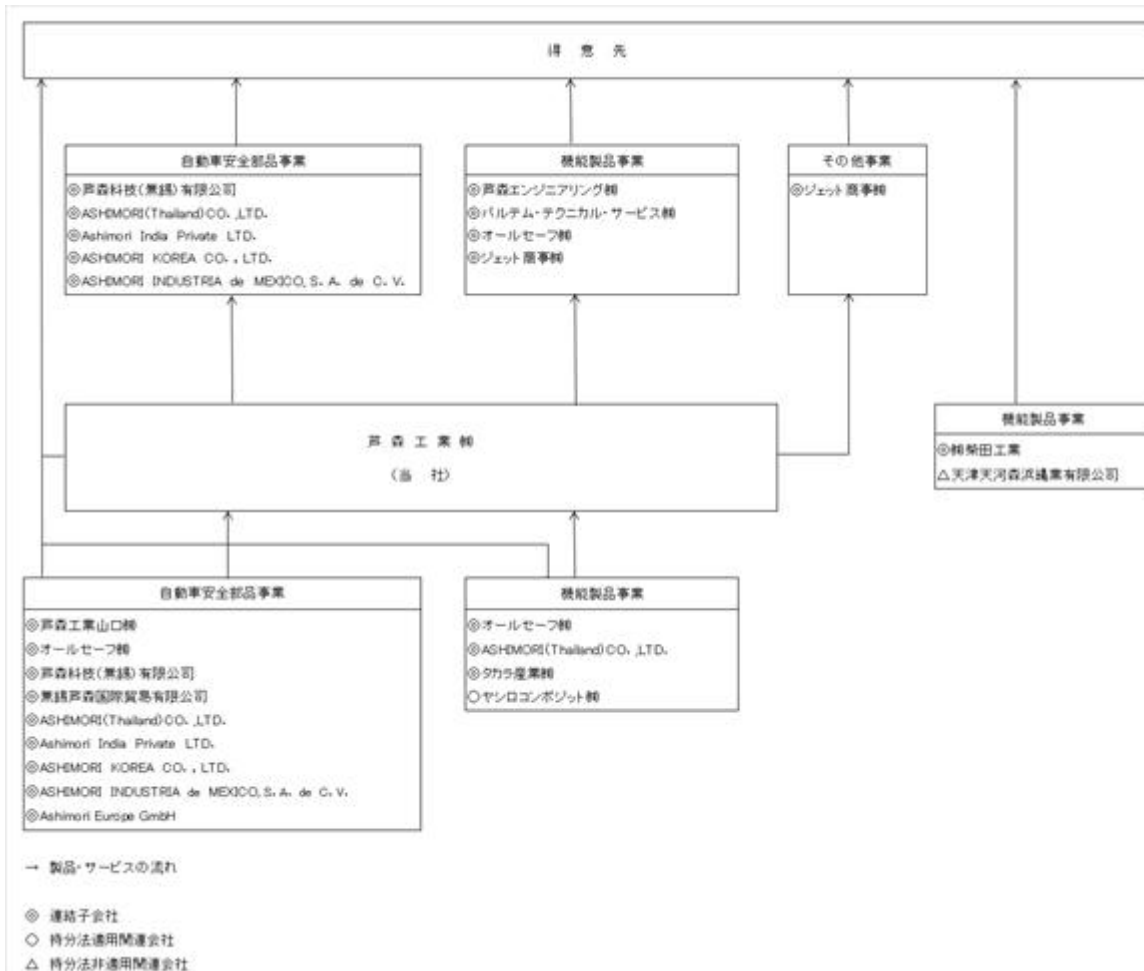 得 意 先
自動車安全部品事業
◎芦森科技(無錫)有限公司
◎ASHIMORI(Thailand)CO.,LTD.
◎Ashimori India Private LTD.
◎ASHIMORI KOREA CO.,LTD.
◎ASHIMORI INDUSTRIA de MEXICO,S.A. de C.V.
機能製品事業
◎芦森エンジニアリング㈱
◎パルテム・テクニカル・サービス㈱
◎オールセーフ㈱
◎ジェット商事㈱
その他事業
◎ジェット商事㈱
芦 森 工 業 ㈱
(当 社)
機能製品事業
◎㈱柴田工業
△天津天河森浜縄業有限公司
自動車安全部品事業
◎芦森工業山口㈱
◎オールセーフ㈱
◎芦森科技(無錫)有限公司
◎無錫芦森国際貿易有限公司
◎ASHIMORI(Thailand)CO.,LTD.
◎Ashimori India Private LTD.
◎ASHIMORI KOREA CO.,LTD.
◎ASHIMORI INDUSTRIA de MEXICO,S.A. de C.V.
◎Ashimori Europe GmbH
機能製品事業
◎オールセーフ㈱
◎ASHIMORI(Thailand)CO.,LTD.
◎タカラ産業㈱
○ヤシロコンポジット㈱
→ 製品・サービスの流れ
◎ 連結子会社
○ 持分法適用関連会社
△ 持分法非適用関連会社